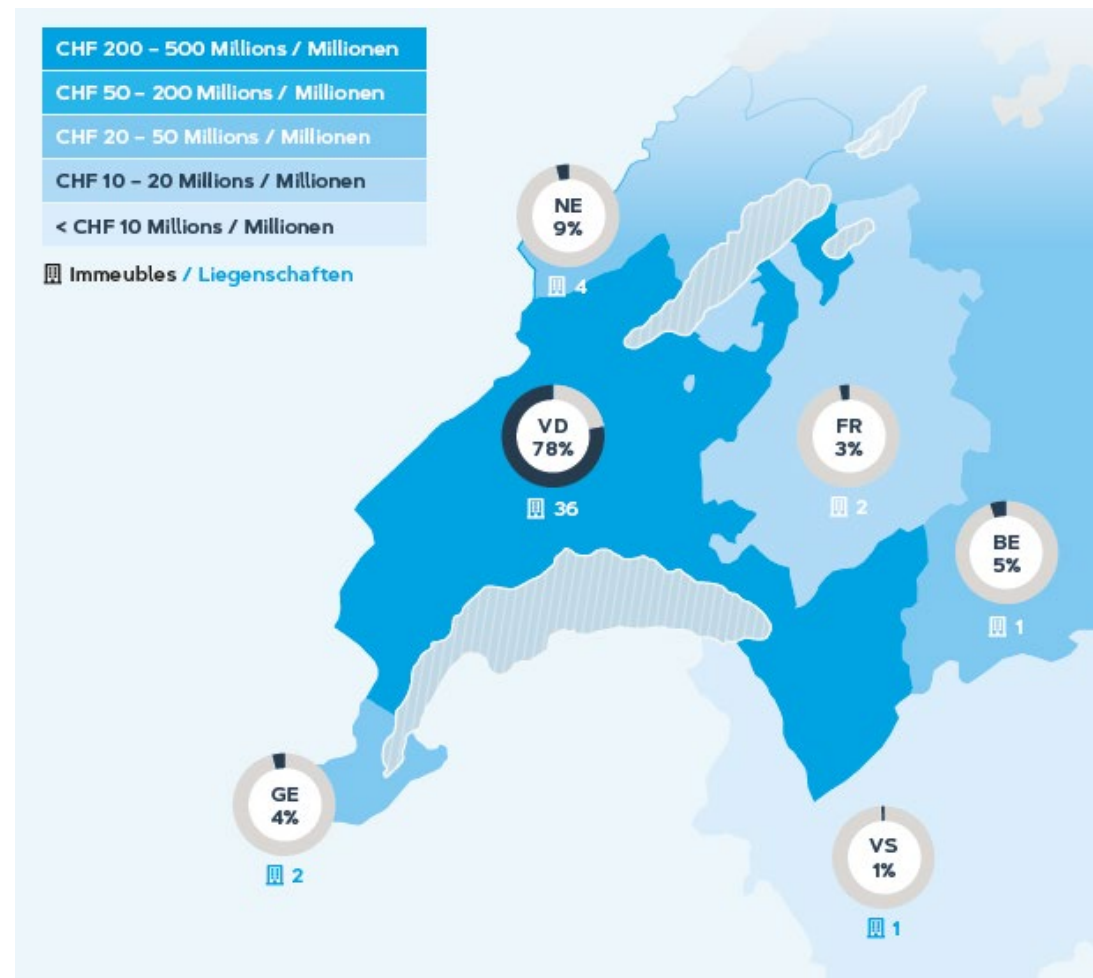 CHF 200 – 500 Millions / Millionen
CHF 50 – 200 Millions / Millionen
CHF 20 – 50 Millions / Millionen
CHF 10 – 20 Millions / Millionen
< CHF 10 Millions / Millionen
Immeubles / Liegenschaften
NE
9%
4
VD
78%
36
FR
3%
2
BE
5%
1
GE
4%
2
VS
1%
1